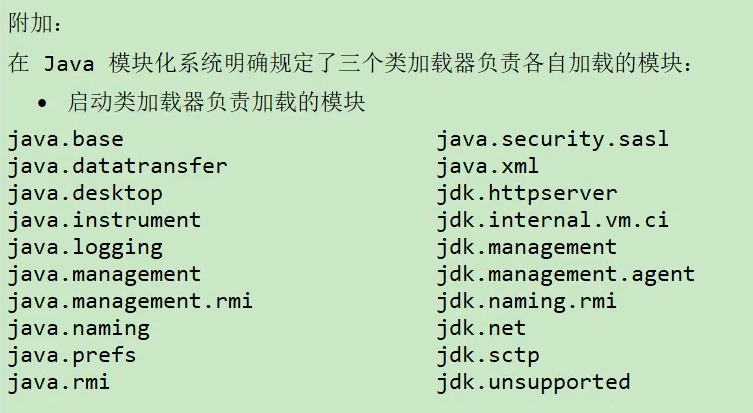 附加：
在 Java 模块化系统明确规定了三个类加载器负责各自加载的模块：
• 启动类加载器负责加载的模块
java.base java.security.sasl
java.datatransfer java.xml
java.desktop jdk.httpserver
java.instrument jdk.internal.vm.ci
java.logging jdk.management
java.management jdk.management.agent
java.management.rmi jdk.naming.rmi
java.naming jdk.net
java.prefs jdk.sctp
java.rmi jdk.unsupported